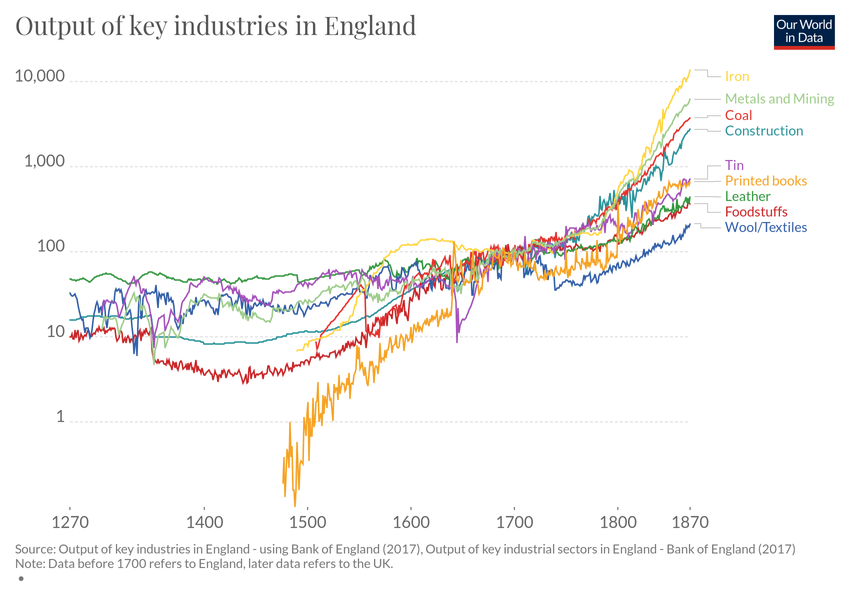 Output of key industries in England
Our World
in Data
10,000
1,000
100
10
1
Iron
Metals and Mining
Coal
Construction
Tin
Printed books
Leather
Foodstuffs
Wool/Textiles
1270
1400
1500
1600
1700
1800
1870
Source: Output of key industries in England - using Bank of England (2017), Output of key industrial sectors in England - Bank of England (2017)
Note: Data before 1700 refers to England, later data refers to the UK.